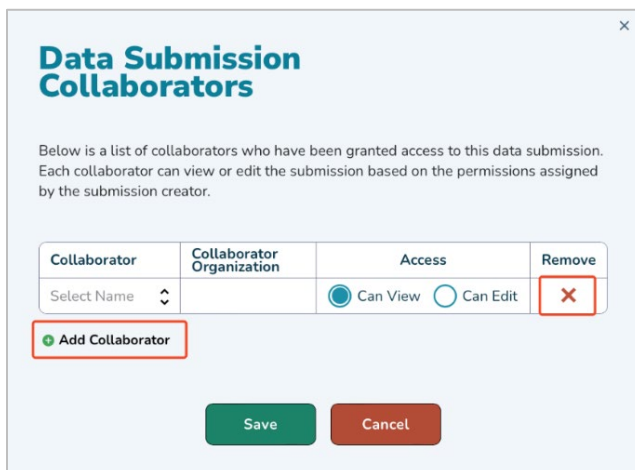 Data Submission
Collaborators
Below is a list of collaborators who have been granted access to this data submission.
Each collaborator can view or edit the submission based on the permissions assigned
by the submission creator.
Collaborator Collaborator Organization Access Remove
Select Name Can View Can Edit
Add Collaborator
Save Cancel